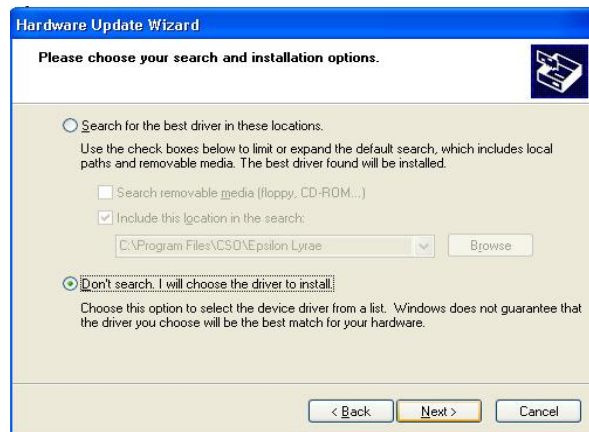 Hardware Update Wizard
Please choose your search and installation options.
Search for the best driver in these locations.
Use the check boxes below to limit or expand the default search, which includes local
paths and removable media. The best driver found will be installed.
Search removable media (floppy, CD-ROM...)
Include this location in the search:
C:\Program Files\CSO\Epsilon Lyrae
Browse
Don't search. I will choose the driver to install.
Choose this option to select the device driver from a list. Windows does not guarantee that
the driver you choose will be the best match for your hardware.
< Back
Next >
Cancel